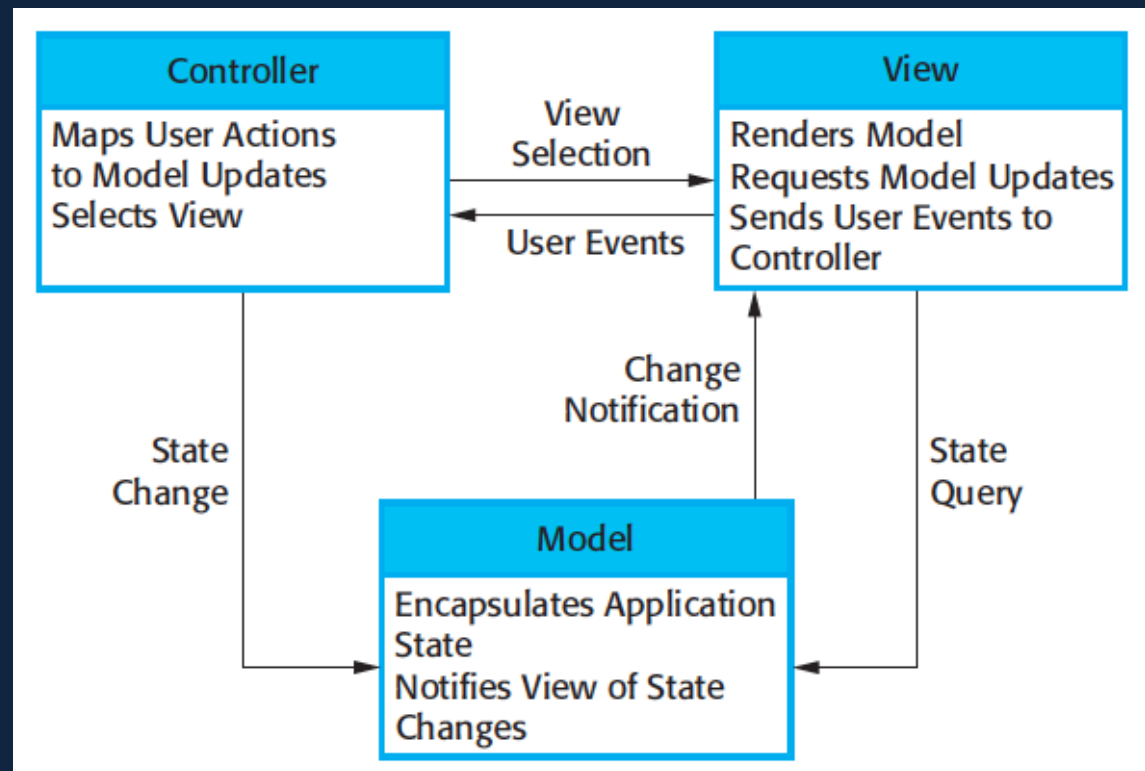 Controller
Maps User Actions
to Model Updates
Selects View
View
Selection
User Events
View
Renders Model
Requests Model Updates
Sends User Events to
Controller
State
Change
Change
Notification
State
Query
Model
Encapsulates Application
State
Notifies View of State
Changes